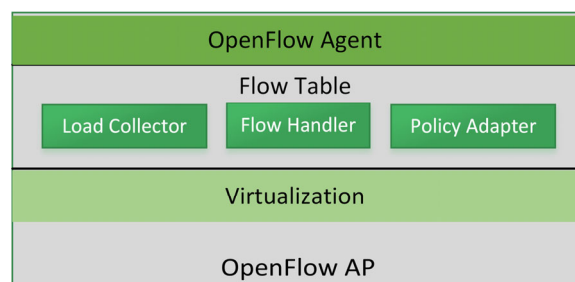 OpenFlow Agent
Flow Table
Load Collector Flow Handler Policy Adapter
Virtualization
OpenFlow AP